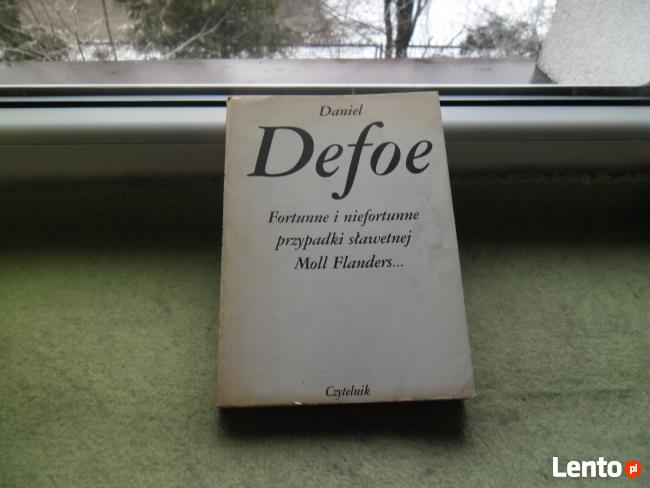 Daniel
Defoe
Fortunne i niefortunne
przypadki sławetnej
Moll Flanders...
Czytelnik
Lento.pl